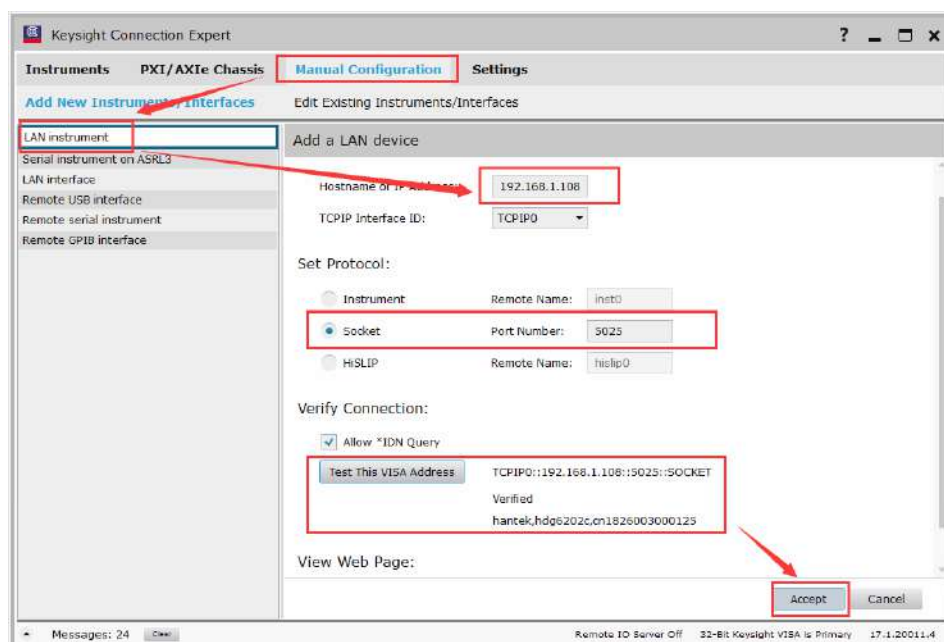 Keysight Connection Expert
? _ □ x
Instruments PXI/AXIe Chassis Manual Configuration Settings
Add New Instruments/Interfaces Edit Existing Instruments/Interfaces
LAN instrument
Serial instrument on ASRL3
LAN interface
Remote USB interface
Remote serial instrument
Remote GPIB interface
Add a LAN device
Hostname or IP Address: 192.168.1.108
TCPIP Interface ID: TCPIP0
Set Protocol:
Instrument Remote Name: inst0
Socket Port Number: 5025
HiSLIP Remote Name: hislip0
Verify Connection:
Allow *IDN Query
Test This VISA Address TCPIP0::192.168.1.108::5025::SOCKET
Verified
hantek,hdg6202c,cn1826003000125
View Web Page:
Accept Cancel
Messages: 24 Clear Remote IO Server Off 32-Bit Keysight VISA is Primary 17.1.20011.4